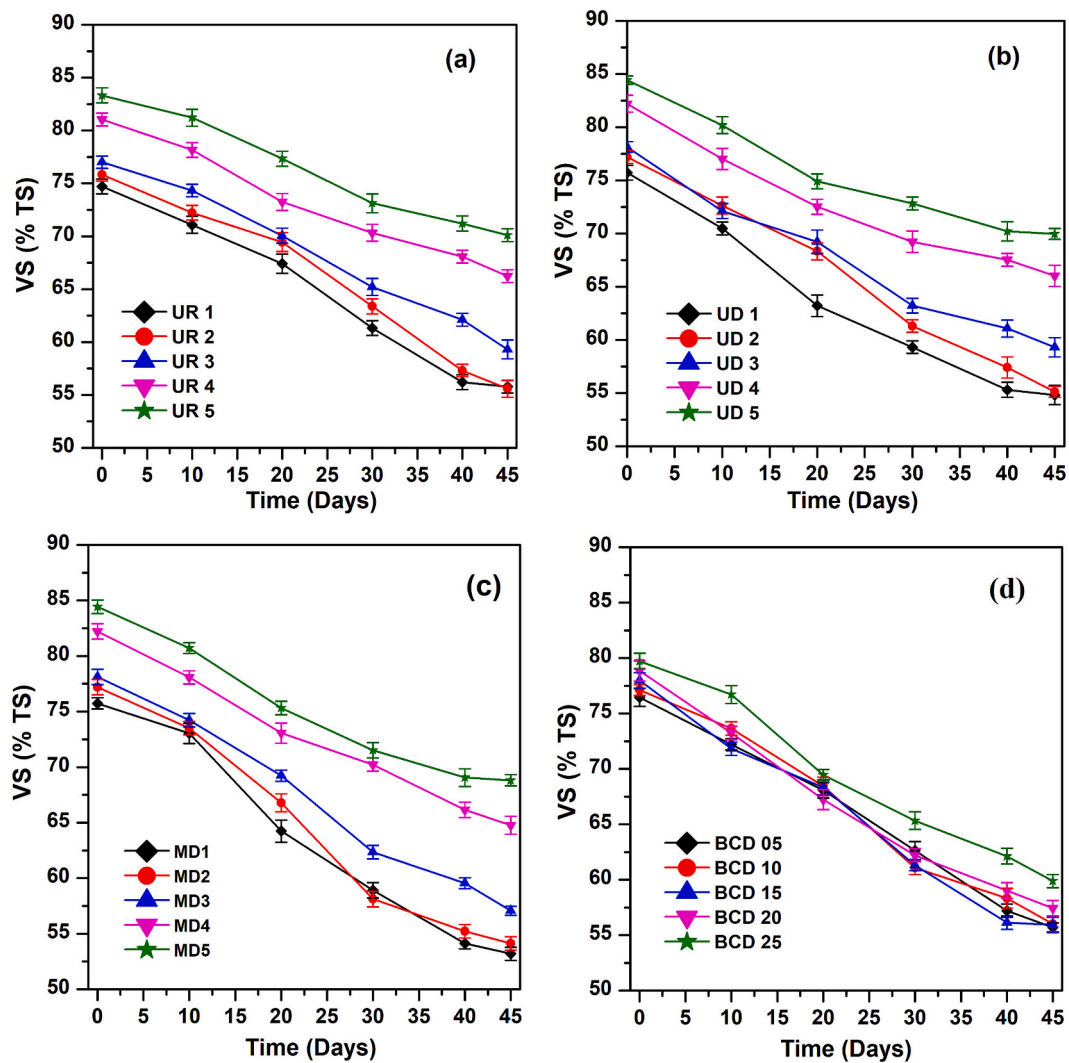 (a)
VS (% TS)
90
85
80
75
70
65
60
55
50
UR 1
UR 2
UR 3
UR 4
UR 5
0 5 10 15 20 25 30 35 40 45
Time (Days)
(b)
VS (% TS)
90
85
80
75
70
65
60
55
50
UD 1
UD 2
UD 3
UD 4
UD 5
0 5 10 15 20 25 30 35 40 45
Time (Days)
(c)
VS (% TS)
90
85
80
75
70
65
60
55
50
MD1
MD2
MD3
MD4
MD5
0 5 10 15 20 25 30 35 40 45
Time (Days)
(d)
VS (% TS)
90
85
80
75
70
65
60
55
50
BCD 05
BCD 10
BCD 15
BCD 20
BCD 25
0 5 10 15 20 25 30 35 40 45
Time (Days)